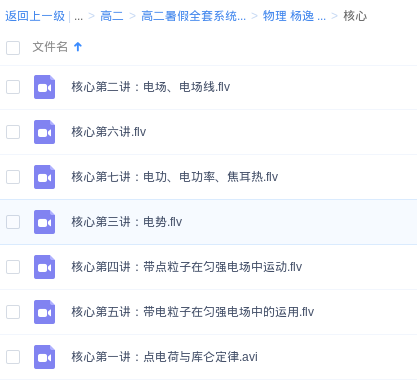 返回上一级 | ... > 高二 > 高二暑假全套系统... > 物理 杨逸 ... > 核心
文件名
核心第二讲：电场、电场线.flv
核心第六讲.flv
核心第七讲：电功、电功率、焦耳热.flv
核心第三讲：电势.flv
核心第四讲：带点粒子在匀强电场中运动.flv
核心第五讲：带电粒子在匀强电场中的运用.flv
核心第一讲：点电荷与库仑定律.avi